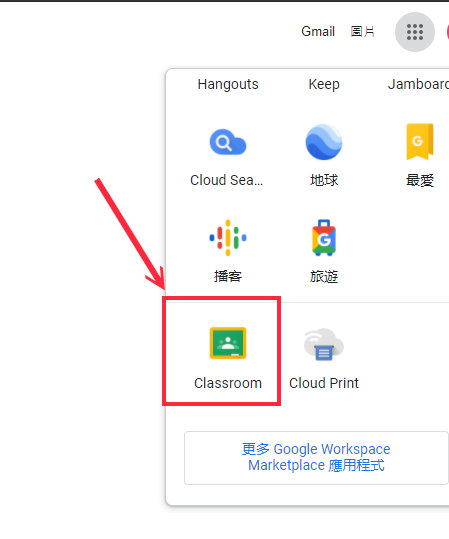 Gmail 圖片
Hangouts Keep Jamboard
G
Cloud Sea... 地球 最愛
G
播客 旅遊
Classroom Cloud Print
更多 Google Workspace
Marketplace 應用程式